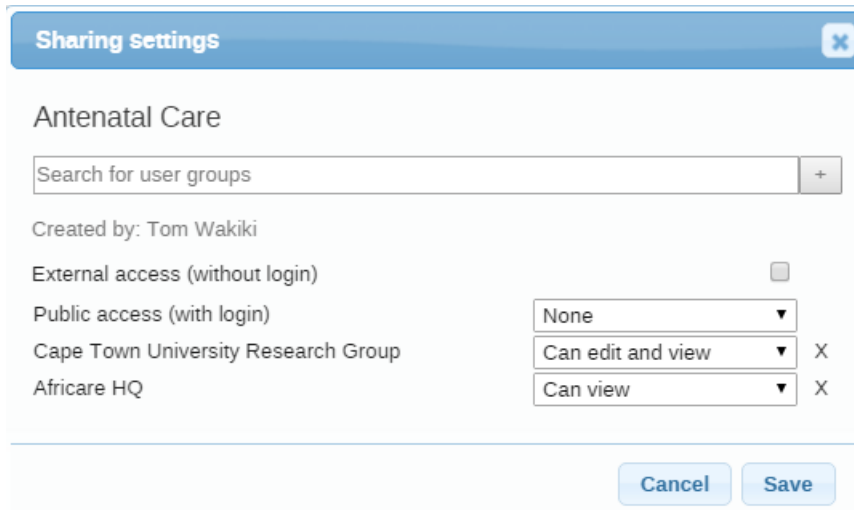 Sharing settings x
Antenatal Care
Search for user groups +
Created by: Tom Wakiki
External access (without login)
Public access (with login) None
Cape Town University Research Group Can edit and view X
Africare HQ Can view X
Cancel Save